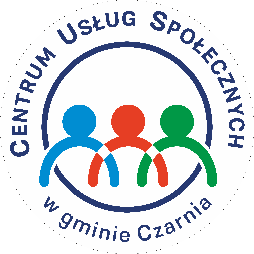 CENTRUM USŁUG SPOŁECZNYCH
w gminie Czarnia